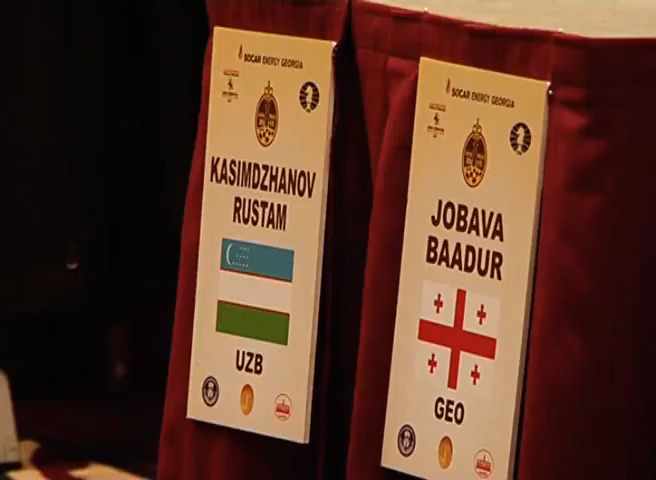 SOCAR ENERGY GEORGIA
KASIMDZHANOV
RUSTAM
UZB
SOCAR ENERGY GEORGIA
JOBAVA
BAADUR
GEO